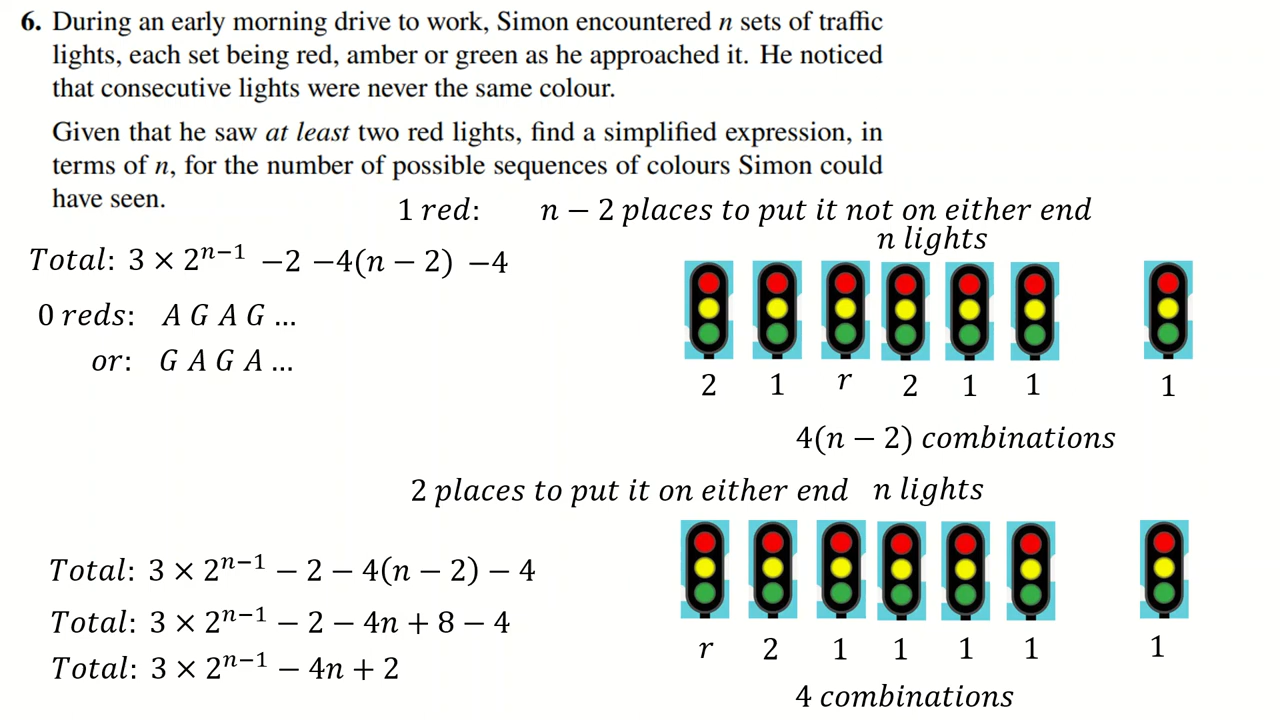 6. During an early morning drive to work, Simon encountered n sets of traffic
lights, each set being red, amber or green as he approached it. He noticed
that consecutive lights were never the same colour.
Given that he saw at least two red lights, find a simplified expression, in
terms of n, for the number of possible sequences of colours Simon could
have seen.
1 red: n − 2 places to put it not on either end
n lights
Total: 3 × 2ⁿ⁻¹ −2 −4(n − 2) −4
0 reds: A G A G ...
or: G A G A ...
2 1 r 2 1 1 1
4(n − 2) combinations
2 places to put it on either end n lights
Total: 3 × 2ⁿ⁻¹ − 2 − 4(n − 2) − 4
Total: 3 × 2ⁿ⁻¹ − 2 − 4n + 8 − 4
Total: 3 × 2ⁿ⁻¹ − 4n + 2
r 2 1 1 1 1 1
4 combinations